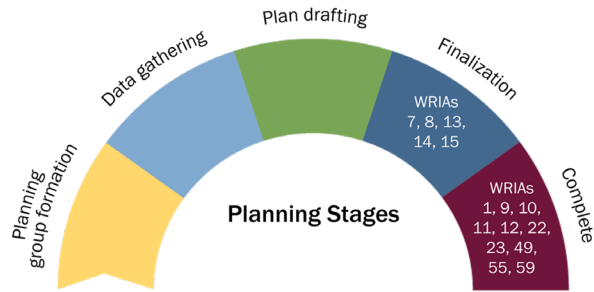 Planning
group formation
Data gathering
Plan drafting
Finalization
Complete
WRIAs
7, 8, 13,
14, 15
WRIAs
1, 9, 10,
11, 12, 22,
23, 49,
55, 59
Planning Stages